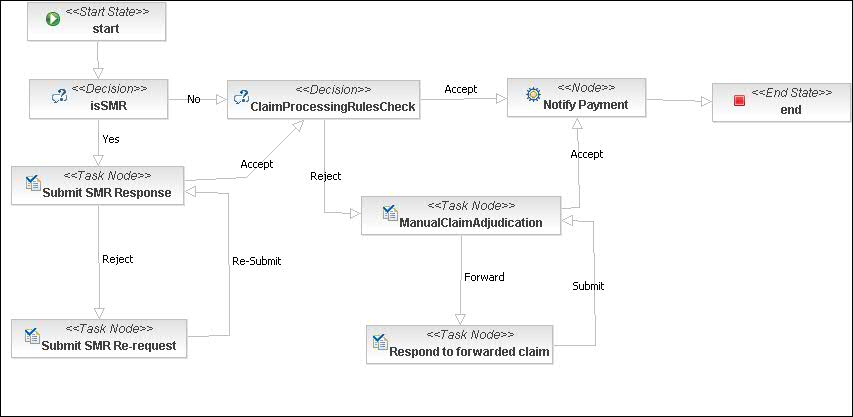 <<Start State>>
start
<<Decision>>
isSMR
No
<<Decision>>
ClaimProcessingRulesCheck
Accept
<<Node>>
Notify Payment
<<End State>>
end
Yes
Accept
Reject
Accept
<<Task Node>>
Submit SMR Response
<<Task Node>>
ManualClaimAdjudication
Reject
Re-Submit
Forward
Submit
<<Task Node>>
Submit SMR Re-request
<<Task Node>>
Respond to forwarded claim